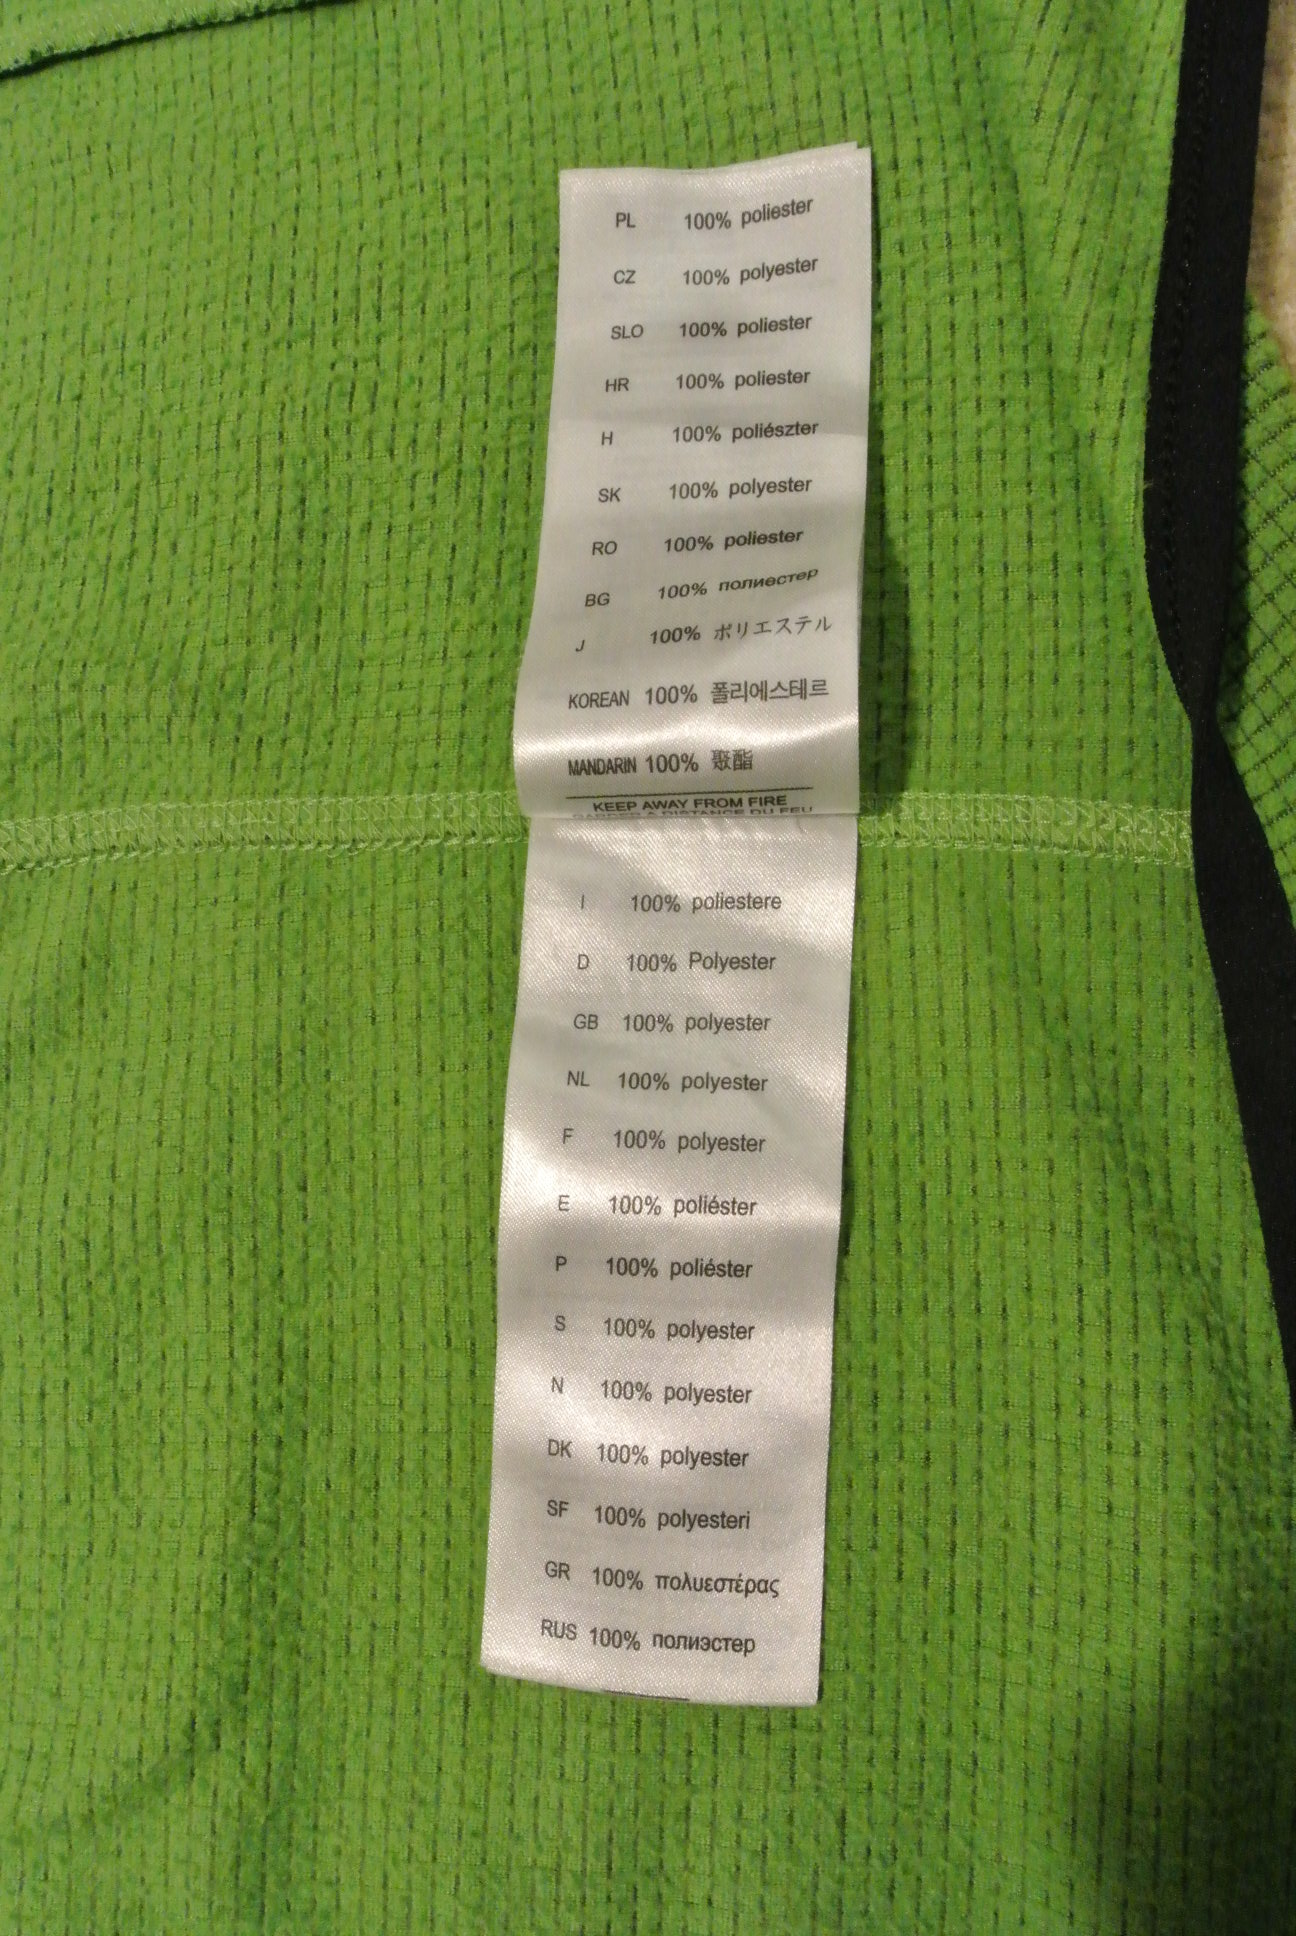 PL 100% poliester
CZ 100% polyester
SLO 100% poliester
HR 100% poliester
H 100% poliészter
SK 100% polyester
RO 100% poliester
BG 100% полиестер
J 100% ポリエステル
KOREAN 100% 폴리에스테르
MANDARIN 100% 聚酯
KEEP AWAY FROM FIRE
GARDER A DISTANCE DU FEU
I 100% poliestere
D 100% Polyester
GB 100% polyester
NL 100% polyester
F 100% polyester
E 100% poliéster
P 100% poliéster
S 100% polyester
N 100% polyester
DK 100% polyester
SF 100% polyesteri
GR 100% πολυεστέρας
RUS 100% полиэстер